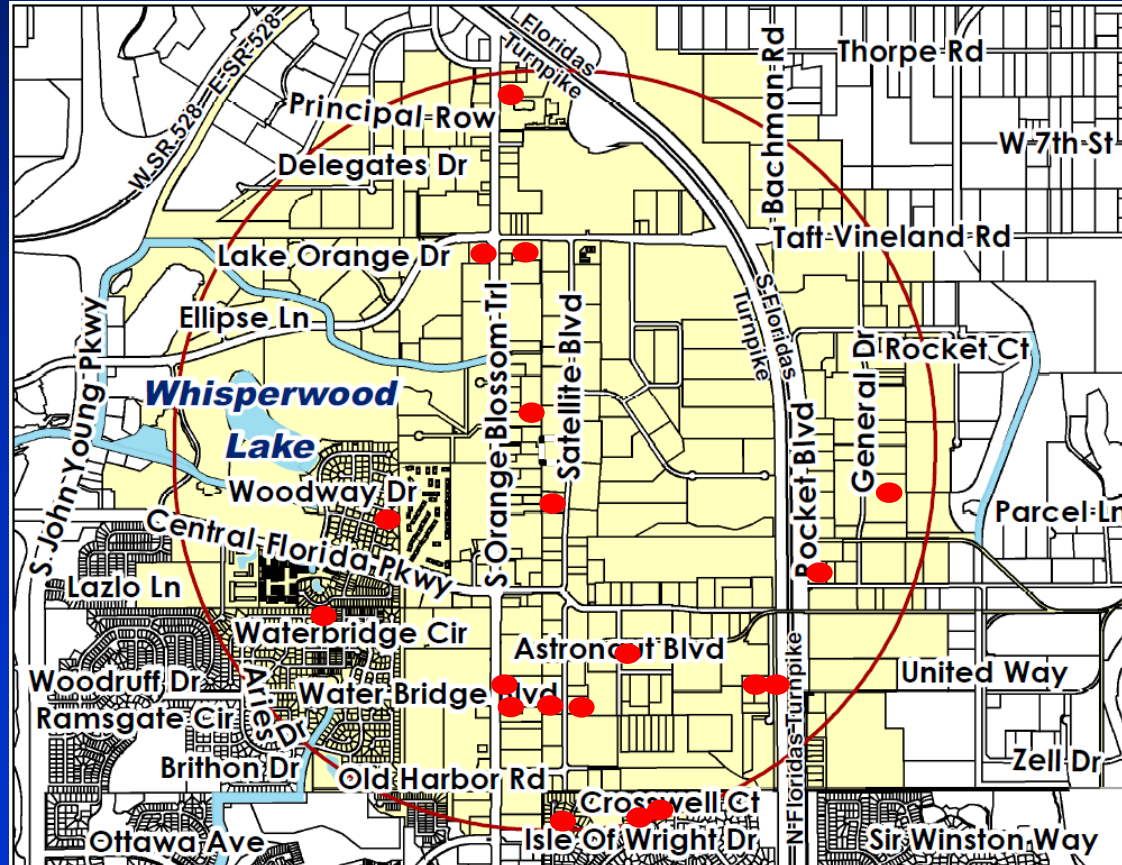 Floridas
Turnpike
Bachman Rd
Thorpe Rd
W SR 528
E SR 528
Principal Row
W 7th St
Delegates Dr
Taft Vineland Rd
Lake Orange Dr
S Floridas
Turnpike
Ellipse Ln
S Orange Blossom Trl
Satellite Blvd
General Dr
Rocket Ct
S John Young Pkwy
Whisperwood
Lake
Rocket Blvd
Woodway Dr
Parcel Ln
Central Florida Pkwy
Lazlo Ln
Waterbridge Cir
Astronaut Blvd
Woodruff Dr
Aries Dr
Water Bridge Blvd
United Way
Ramsgate Cir
N Floridas Turnpike
Brithon Dr
Old Harbor Rd
Zell Dr
Crosswell Ct
Ottawa Ave
Isle Of Wright Dr
Sir Winston Way